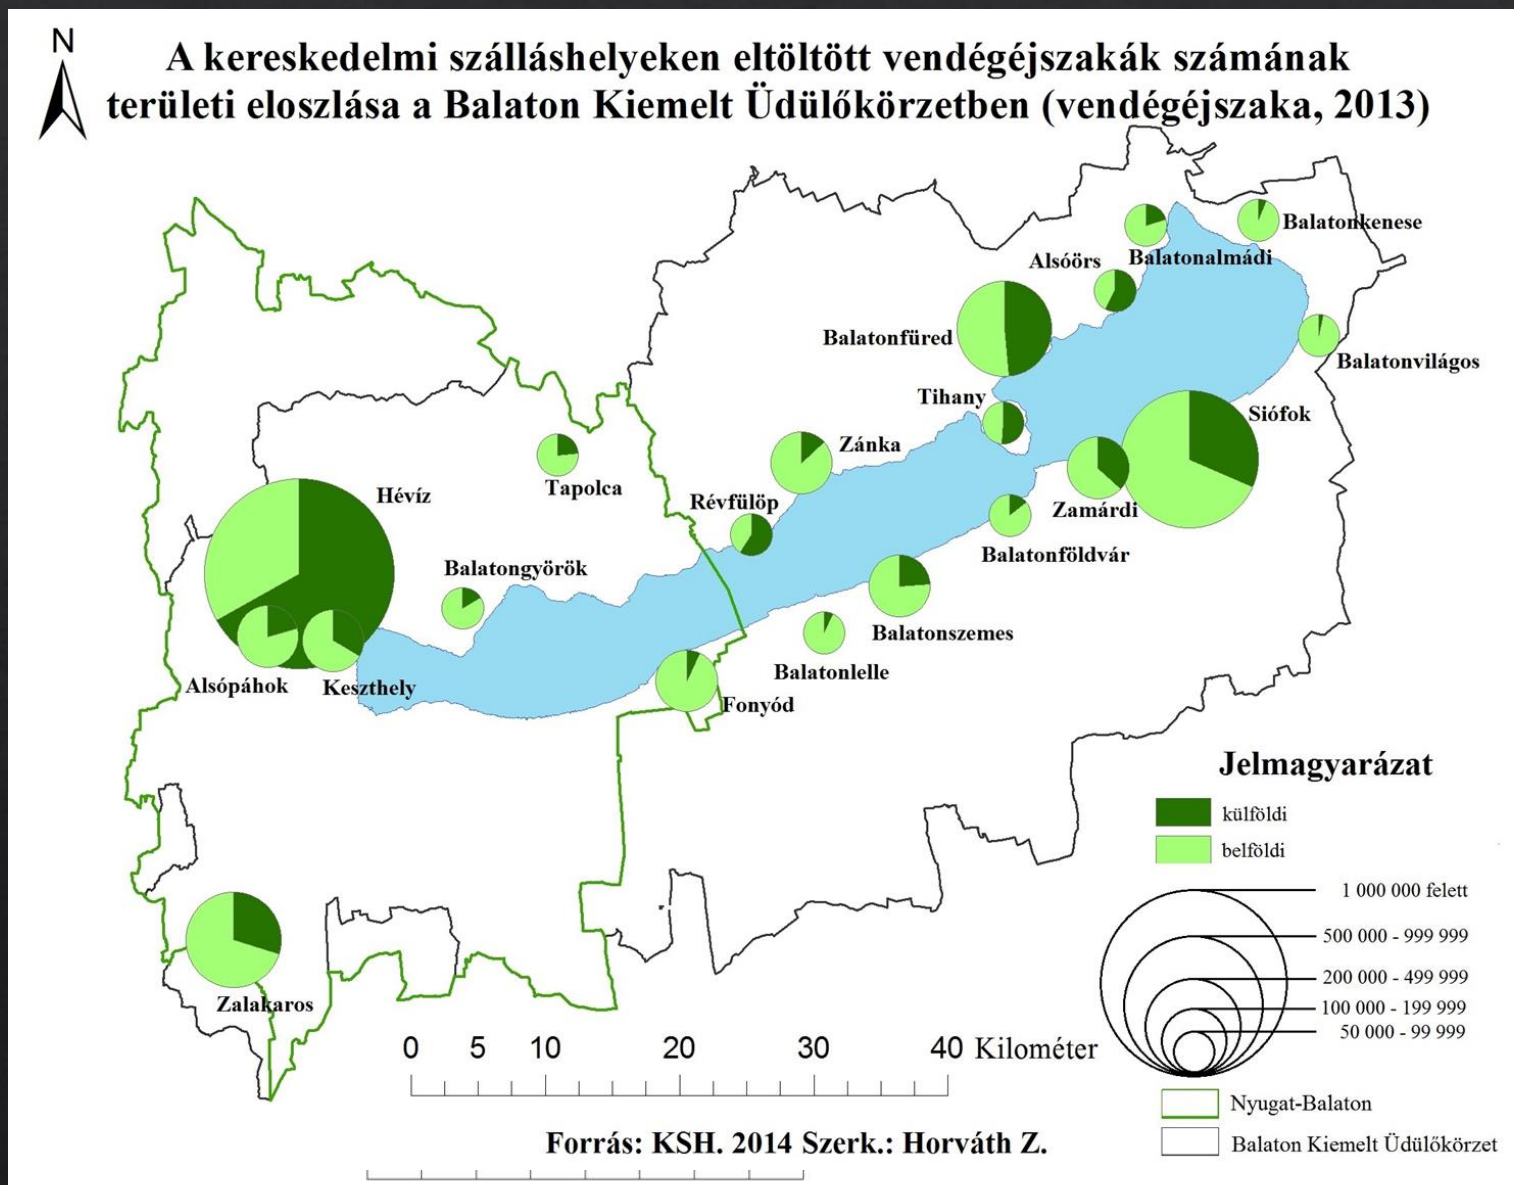 N
A kereskedelmi szálláshelyeken eltöltött vendégéjszakák számának
területi eloszlása a Balaton Kiemelt Üdülőkörzetben (vendégéjszaka, 2013)
Balatonkenese
Balatonalmádi
Alsóörs
Balatonfüred
Balatonvilágos
Tihany
Siófok
Zánka
Tapolca
Hévíz
Révfülöp
Zamárdi
Balatonföldvár
Balatongyörök
Balatonszemes
Balatonlelle
Alsópáhok
Keszthely
Fonyód
Zalakaros
Jelmagyarázat
külföldi
belföldi
1 000 000 felett
500 000 - 999 999
200 000 - 499 999
100 000 - 199 999
50 000 - 99 999
Nyugat-Balaton
Balaton Kiemelt Üdülőkörzet
0 5 10 20 30 40 Kilométer
Forrás: KSH. 2014 Szerk.: Horváth Z.